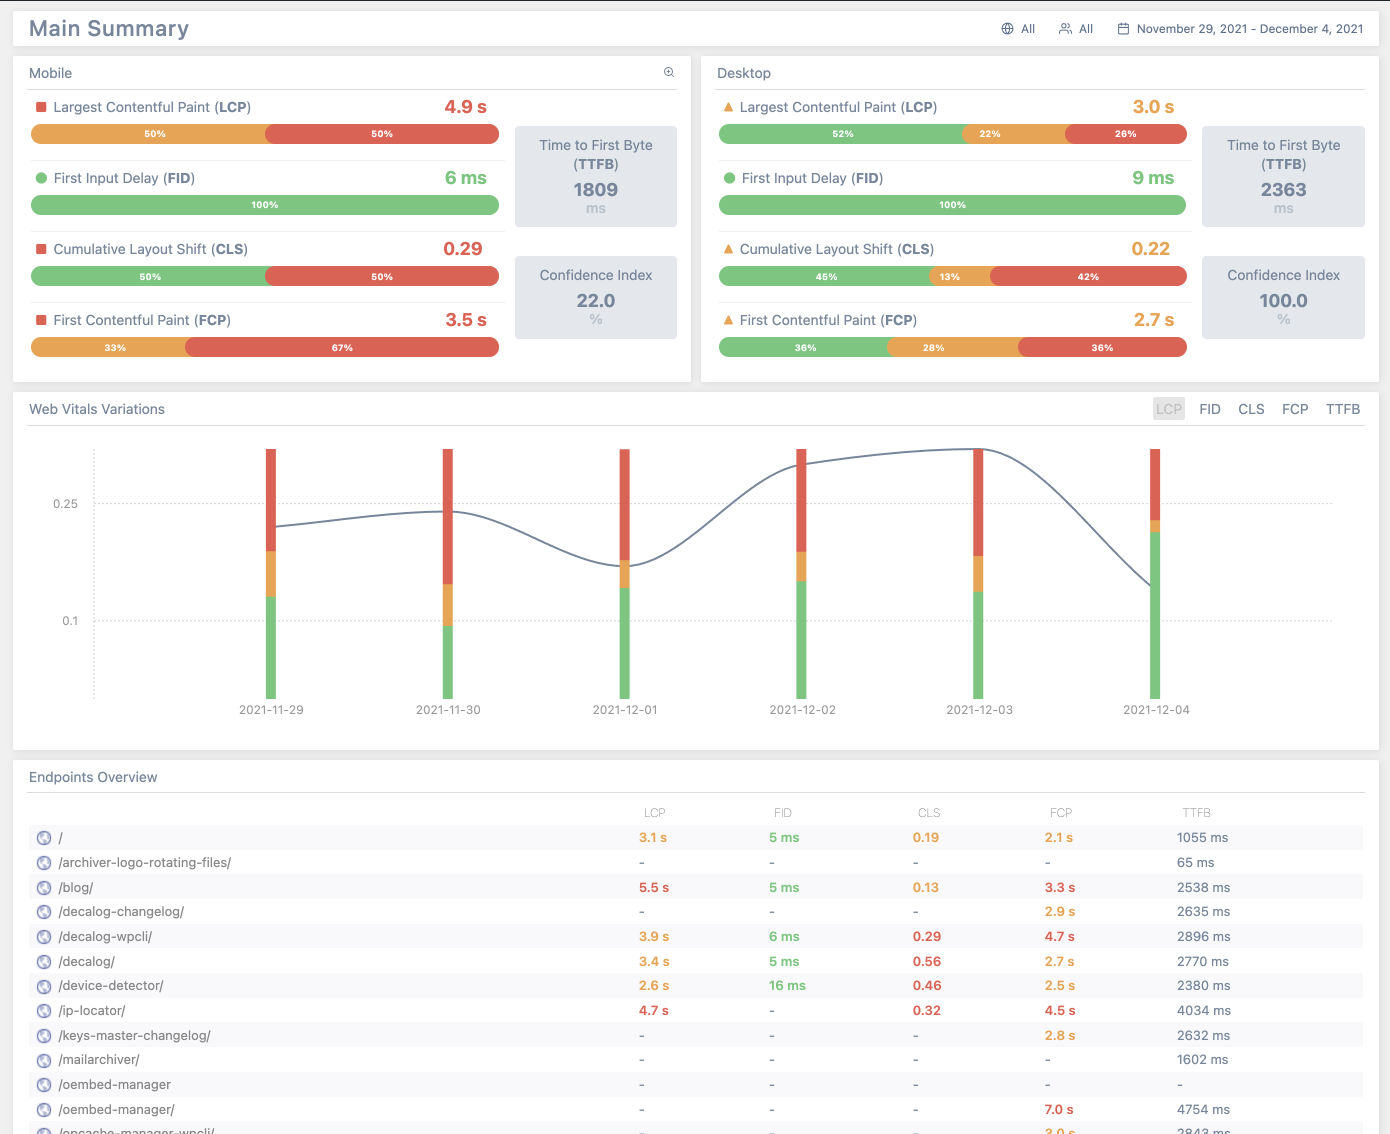 Main Summary
All All November 29, 2021 - December 4, 2021
Mobile
Largest Contentful Paint (LCP) 4.9 s
50% 50%
First Input Delay (FID) 6 ms
100%
Cumulative Layout Shift (CLS) 0.29
50% 50%
First Contentful Paint (FCP) 3.5 s
33% 67%
Time to First Byte
(TTFB)
1809
ms
Confidence Index
22.0
%
Desktop
Largest Contentful Paint (LCP) 3.0 s
52% 22% 26%
First Input Delay (FID) 9 ms
100%
Cumulative Layout Shift (CLS) 0.22
45% 13% 42%
First Contentful Paint (FCP) 2.7 s
36% 28% 36%
Time to First Byte
(TTFB)
2363
ms
Confidence Index
100.0
%
Web Vitals Variations
LCP FID CLS FCP TTFB
0.25
0.1
2021-11-29 2021-11-30 2021-12-01 2021-12-02 2021-12-03 2021-12-04
Endpoints Overview
LCP FID CLS FCP TTFB
/ 3.1 s 5 ms 0.19 2.1 s 1055 ms
/archiver-logo-rotating-files/ - - - - 65 ms
/blog/ 5.5 s 5 ms 0.13 3.3 s 2538 ms
/decalog-changelog/ - - - 2.9 s 2635 ms
/decalog-wpcli/ 3.9 s 6 ms 0.29 4.7 s 2896 ms
/decalog/ 3.4 s 5 ms 0.56 2.7 s 2770 ms
/device-detector/ 2.6 s 16 ms 0.46 2.5 s 2380 ms
/ip-locator/ 4.7 s - 0.32 4.5 s 4034 ms
/keys-master-changelog/ - - - 2.8 s 2632 ms
/mailarchiver/ - - - - 1602 ms
/oembed-manager - - - - -
/oembed-manager/ - - - 7.0 s 4754 ms
/opcache-manager-wpcli/ - - - 3.0 s 2843 ms